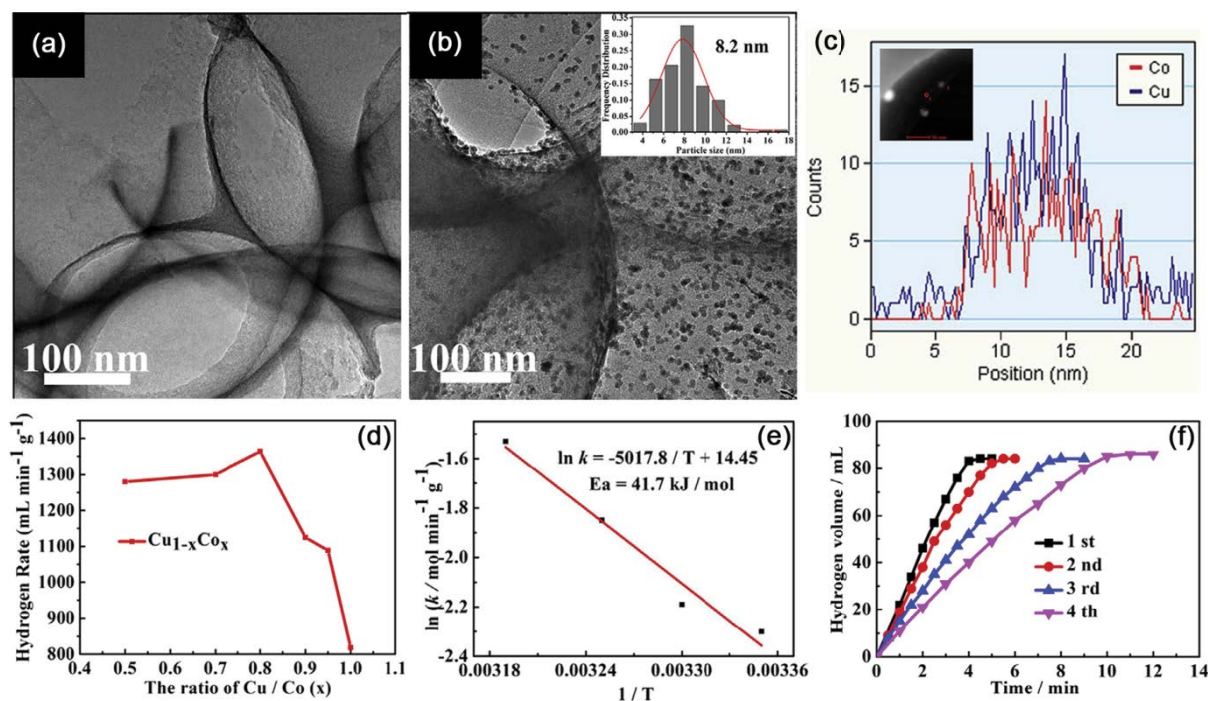 (a)
100 nm
(b)
100 nm
0.35
0.30
0.25
0.20
0.15
0.10
0.05
0.00
Frequency Distribution
8.2 nm
4 6 8 10 12 14 16 18
Particle size (nm)
(c)
15
10
5
0
Counts
Co
Cu
0 5 10 15 20
Position (nm)
(d)
1400
1300
1200
1100
1000
900
800
Hydrogen Rate (mL min⁻¹ g⁻¹)
Cu₁₋ₓCoₓ
0.4 0.5 0.6 0.7 0.8 0.9 1.0 1.1
The ratio of Cu / Co (x)
(e)
-1.6
-1.8
-2.0
-2.2
-2.4
ln (k / mol min⁻¹ g⁻¹)
ln k = -5017.8 / T + 14.45
Ea = 41.7 kJ / mol
0.00318 0.00324 0.00330 0.00336
1 / T
(f)
100
80
60
40
20
0
Hydrogen volume / mL
1 st
2 nd
3 rd
4 th
0 2 4 6 8 10 12 14
Time / min